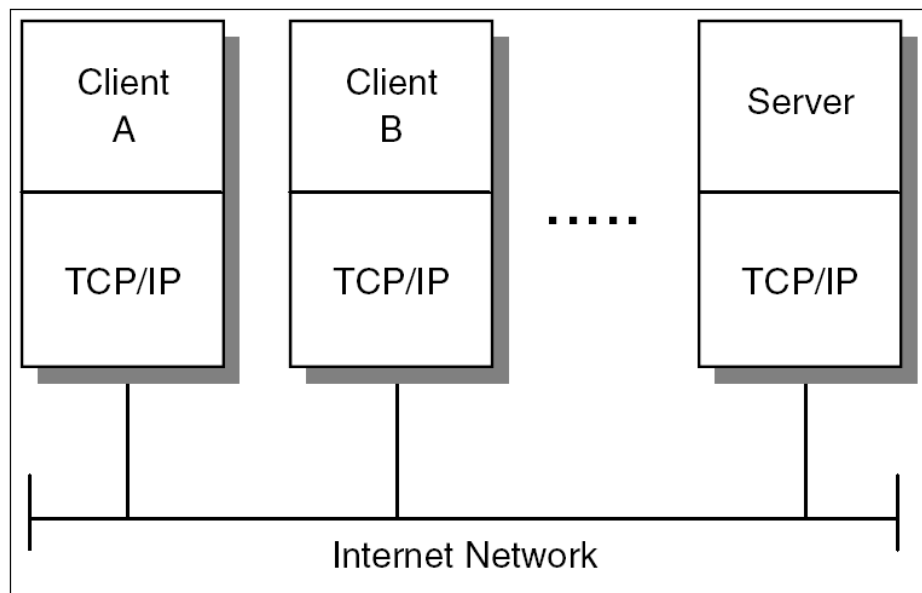 Client
A
Client
B
Server
TCP/IP
TCP/IP
.....
TCP/IP
Internet Network